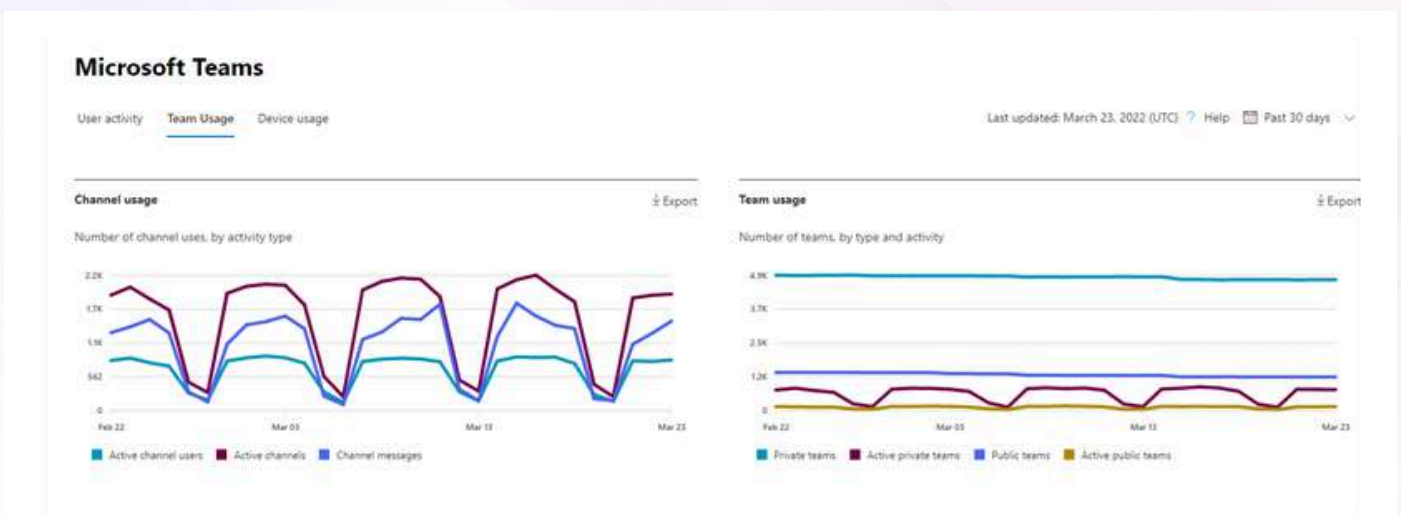 Microsoft Teams
User activity Team Usage Device usage
Last updated: March 23, 2022 (UTC) ? Help Past 30 days
Channel usage
Export
Number of channel uses, by activity type
2.2K
1.7K
1.1K
562
0
Feb 22 Mar 03 Mar 13 Mar 23
Active channel users Active channels Channel messages
Team usage
Export
Number of teams, by type and activity
4.9K
3.7K
2.5K
1.2K
0
Feb 22 Mar 03 Mar 13 Mar 23
Private teams Active private teams Public teams Active public teams